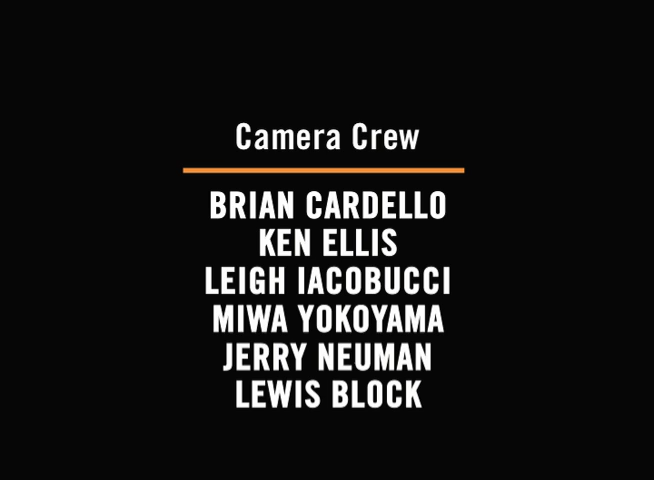 Camera Crew
BRIAN CARDELLO
KEN ELLIS
LEIGH IACOBUCCI
MIWA YOKOYAMA
JERRY NEUMAN
LEWIS BLOCK